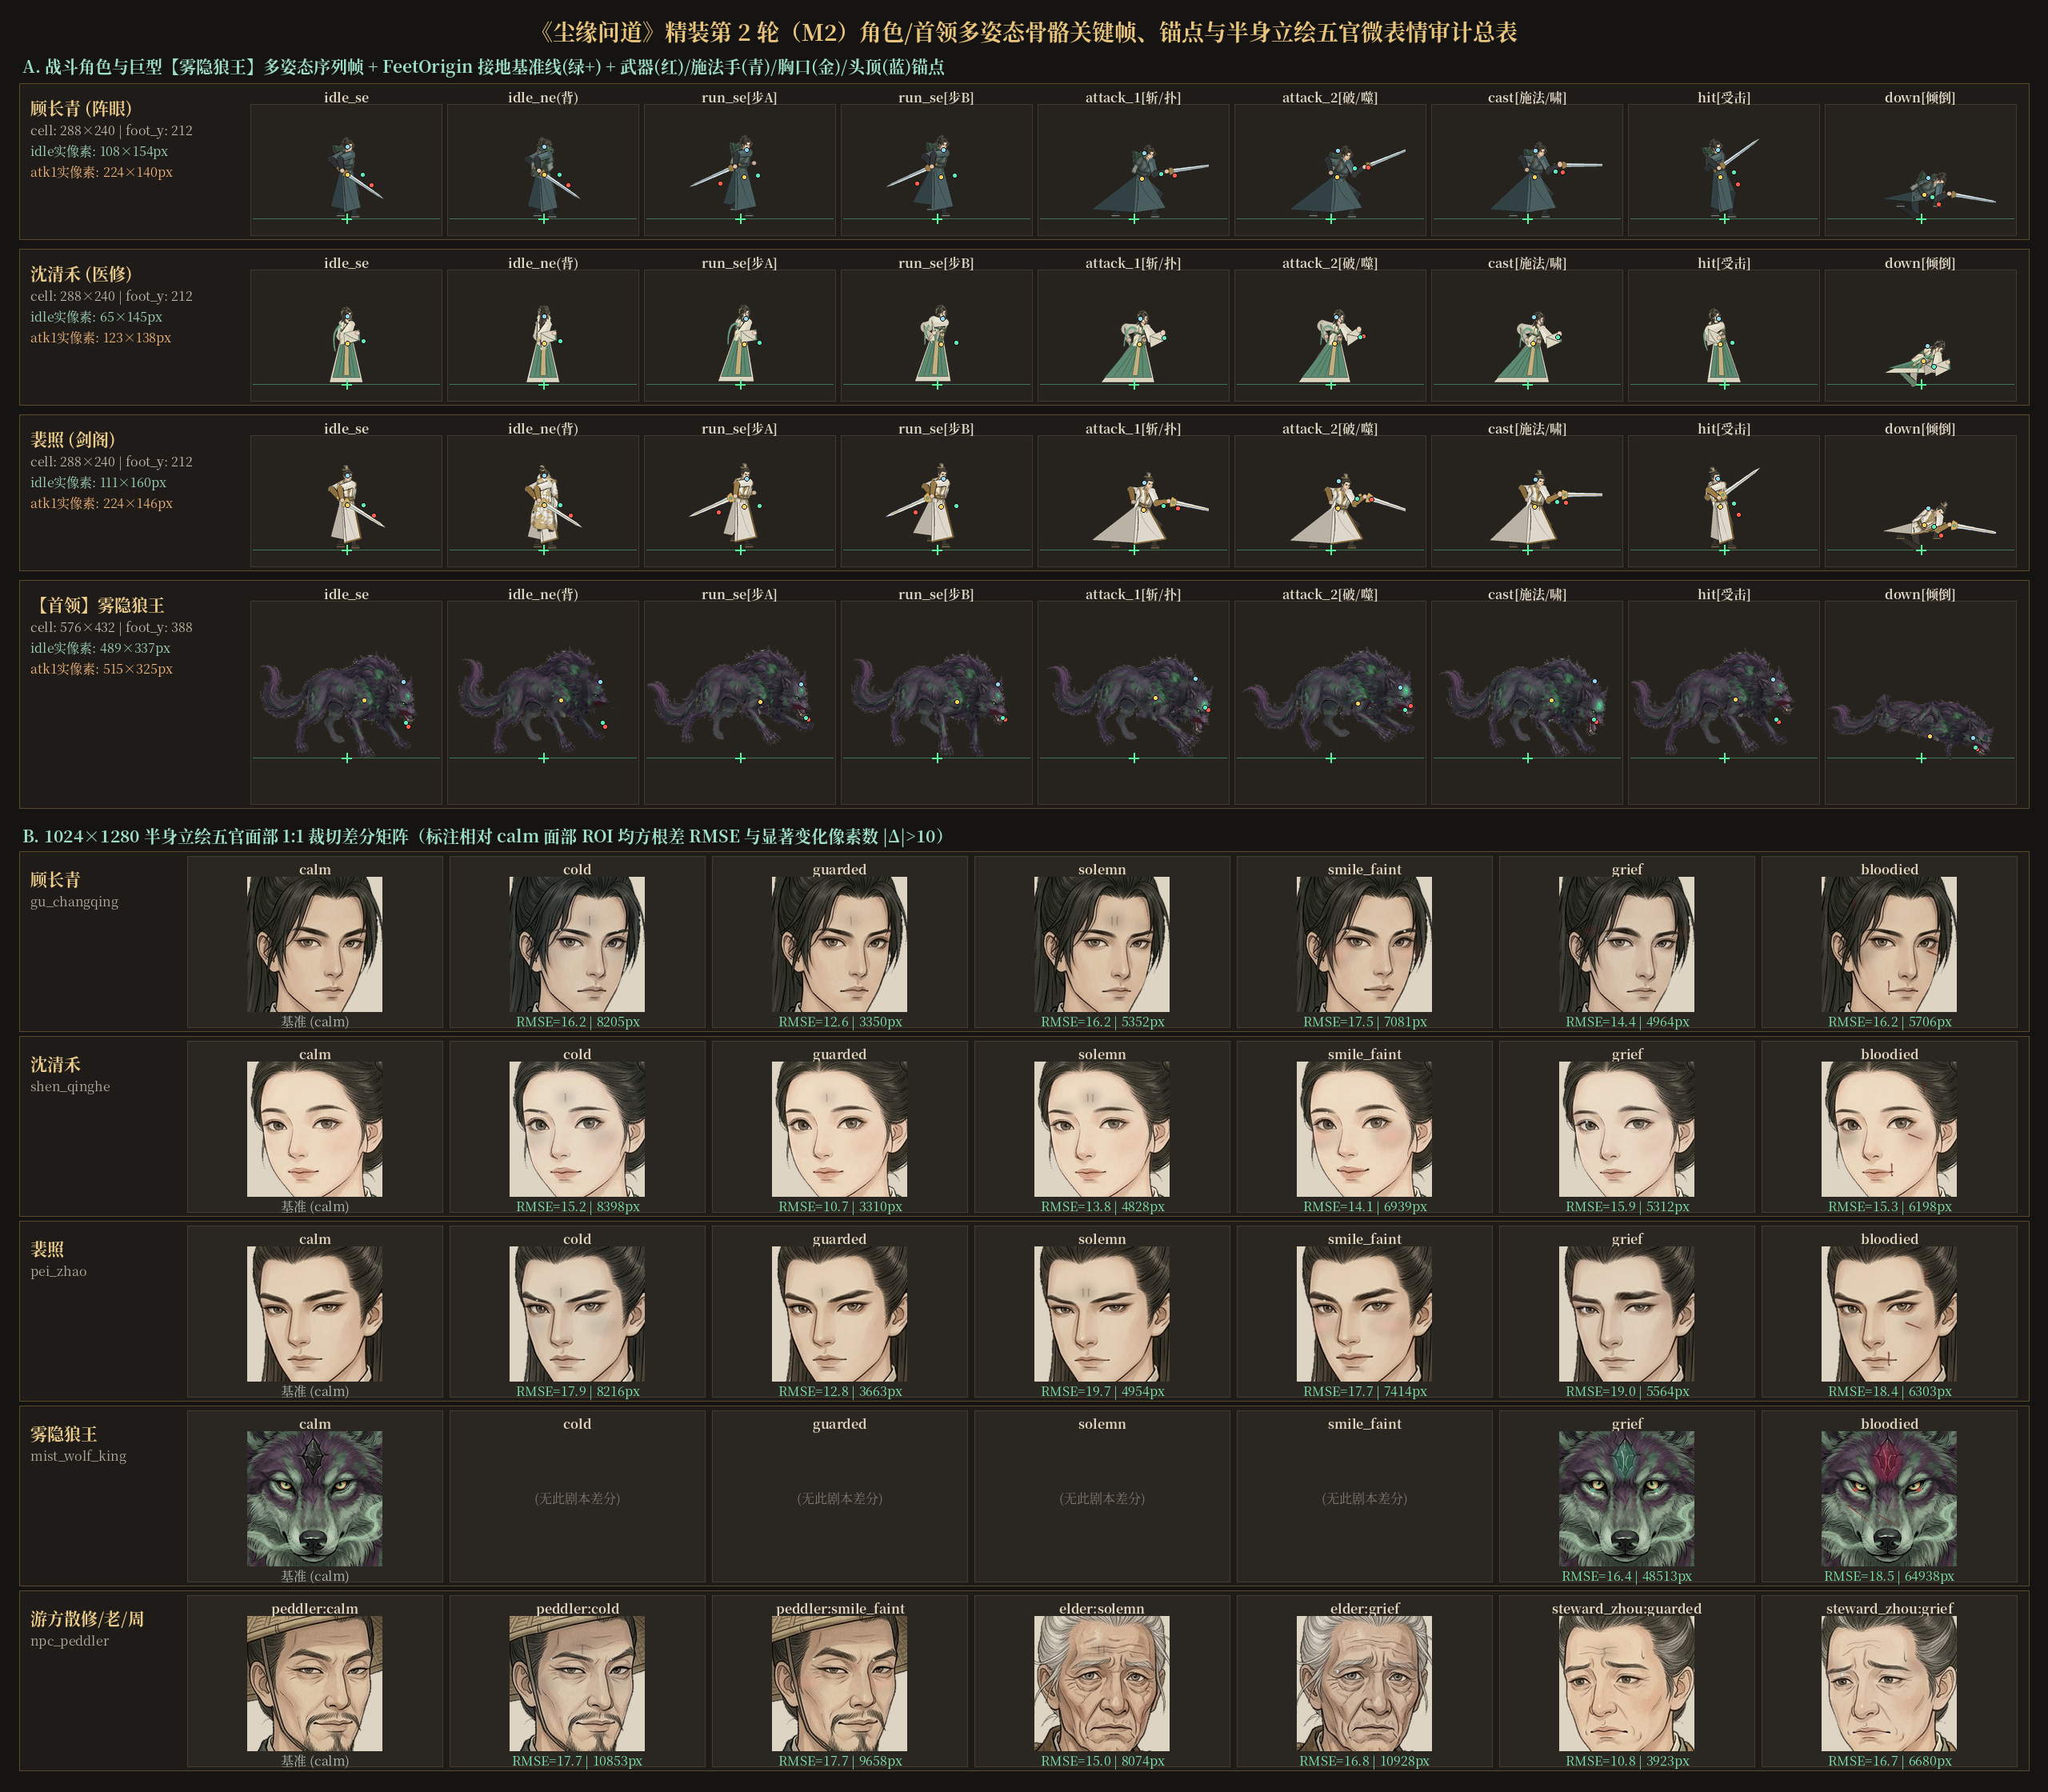 《尘缘问道》精装第 2 轮（M2）角色/首领多姿态骨骼关键帧、锚点与半身立绘五官微表情审计总表
A. 战斗角色与巨型【雾隐狼王】多姿态序列帧 + FeetOrigin 接地基准线(绿+) + 武器(红)/施法手(青)/胸口(金)/头顶(蓝)锚点
顾长青 (阵眼)
cell: 288×240 | foot_y: 212
idle实像素: 108×154px
atk1实像素: 224×140px
idle_se idle_ne(背) run_se[步A] run_se[步B] attack_1[斩/扑] attack_2[破/噬] cast[施法/啸] hit[受击] down[倾倒]
沈清禾 (医修)
cell: 288×240 | foot_y: 212
idle实像素: 65×145px
atk1实像素: 123×138px
idle_se idle_ne(背) run_se[步A] run_se[步B] attack_1[斩/扑] attack_2[破/噬] cast[施法/啸] hit[受击] down[倾倒]
裴照 (剑阁)
cell: 288×240 | foot_y: 212
idle实像素: 111×160px
atk1实像素: 224×146px
idle_se idle_ne(背) run_se[步A] run_se[步B] attack_1[斩/扑] attack_2[破/噬] cast[施法/啸] hit[受击] down[倾倒]
【首领】雾隐狼王
cell: 576×432 | foot_y: 388
idle实像素: 489×337px
atk1实像素: 515×325px
idle_se idle_ne(背) run_se[步A] run_se[步B] attack_1[斩/扑] attack_2[破/噬] cast[施法/啸] hit[受击] down[倾倒]
B. 1024×1280 半身立绘五官面部 1:1 裁切差分矩阵（标注相对 calm 面部 ROI 均方根差 RMSE 与显著变化像素数 |Δ|>10）
顾长青
gu_changqing
calm cold guarded solemn smile_faint grief bloodied
基准 (calm) RMSE=16.2 | 8205px RMSE=12.6 | 3350px RMSE=16.2 | 5352px RMSE=17.5 | 7081px RMSE=14.4 | 4964px RMSE=16.2 | 5706px
沈清禾
shen_qinghe
calm cold guarded solemn smile_faint grief bloodied
基准 (calm) RMSE=15.2 | 8398px RMSE=10.7 | 3310px RMSE=13.8 | 4828px RMSE=14.1 | 6939px RMSE=15.9 | 5312px RMSE=15.3 | 6198px
裴照
pei_zhao
calm cold guarded solemn smile_faint grief bloodied
基准 (calm) RMSE=17.9 | 8216px RMSE=12.8 | 3663px RMSE=19.7 | 4954px RMSE=17.7 | 7414px RMSE=19.0 | 5564px RMSE=18.4 | 6303px
雾隐狼王
mist_wolf_king
calm cold guarded solemn smile_faint grief bloodied
(无此剧本差分) (无此剧本差分) (无此剧本差分) (无此剧本差分)
基准 (calm) RMSE=16.4 | 48513px RMSE=18.5 | 64938px
游方散修/老/周
npc_peddler
peddler:calm peddler:cold peddler:smile_faint elder:solemn elder:grief steward_zhou:guarded steward_zhou:grief
基准 (calm) RMSE=17.7 | 10853px RMSE=17.7 | 9658px RMSE=15.0 | 8074px RMSE=16.8 | 10928px RMSE=10.8 | 3923px RMSE=16.7 | 6680px